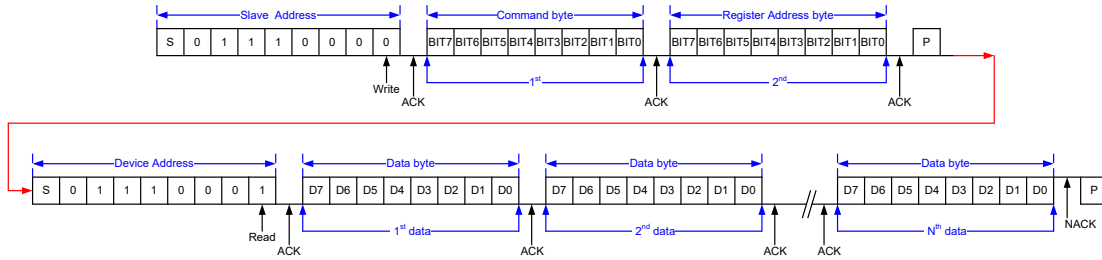 Slave Address Command byte Register Address byte
S 0 1 1 1 0 0 0 0 BIT7 BIT6 BIT5 BIT4 BIT3 BIT2 BIT1 BIT0 BIT7 BIT6 BIT5 BIT4 BIT3 BIT2 BIT1 BIT0 P
1st 2nd
Write ACK ACK ACK
Device Address Data byte Data byte Data byte
S 0 1 1 1 0 0 0 1 D7 D6 D5 D4 D3 D2 D1 D0 D7 D6 D5 D4 D3 D2 D1 D0 // D7 D6 D5 D4 D3 D2 D1 D0 P
1st data 2nd data Nth data NACK
Read ACK ACK ACK ACK